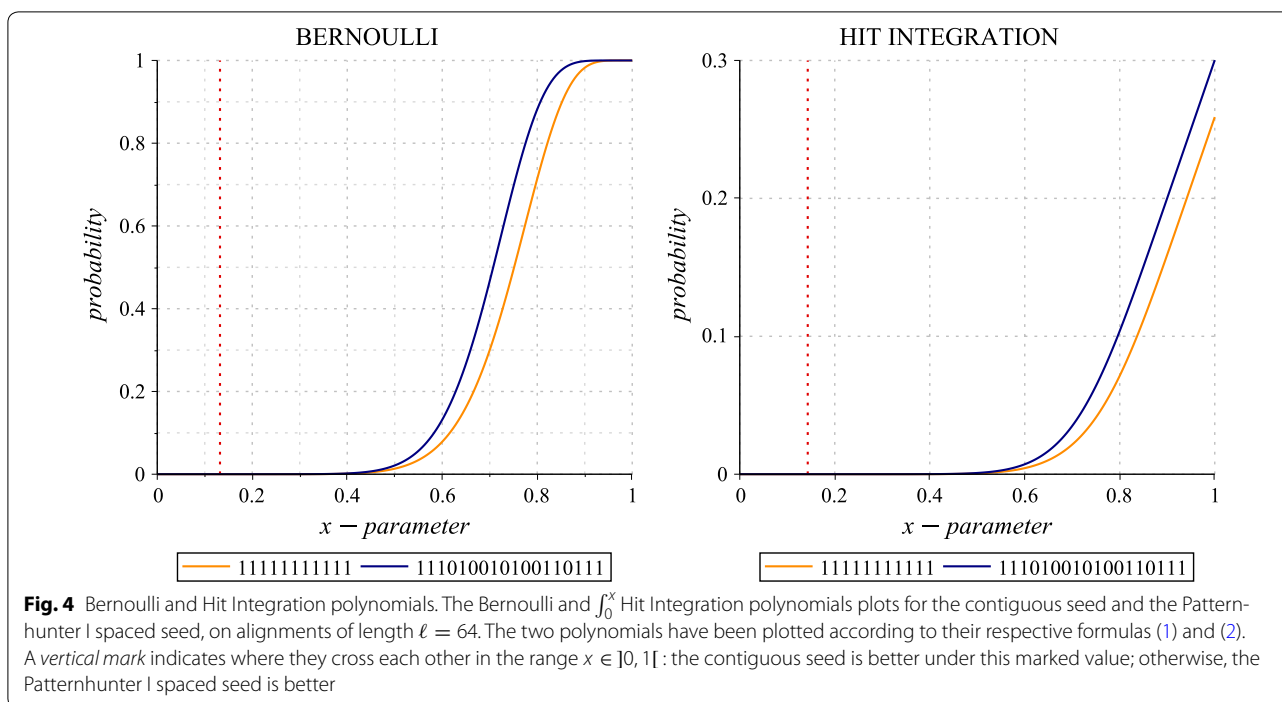 BERNOULLI
1
0.8
0.6
0.4
0.2
0
probability
0 0.2 0.4 0.6 0.8 1
x − parameter
11111111111 111010010100110111
HIT INTEGRATION
0.3
0.2
0.1
0
probability
0 0.2 0.4 0.6 0.8 1
x − parameter
11111111111 111010010100110111
Fig. 4 Bernoulli and Hit Integration polynomials. The Bernoulli and ∫₀ˣ Hit Integration polynomials plots for the contiguous seed and the Pattern-
hunter I spaced seed, on alignments of length ℓ = 64. The two polynomials have been plotted according to their respective formulas (1) and (2).
A vertical mark indicates where they cross each other in the range x ∈ ]0, 1[ : the contiguous seed is better under this marked value; otherwise, the
Patternhunter I spaced seed is better